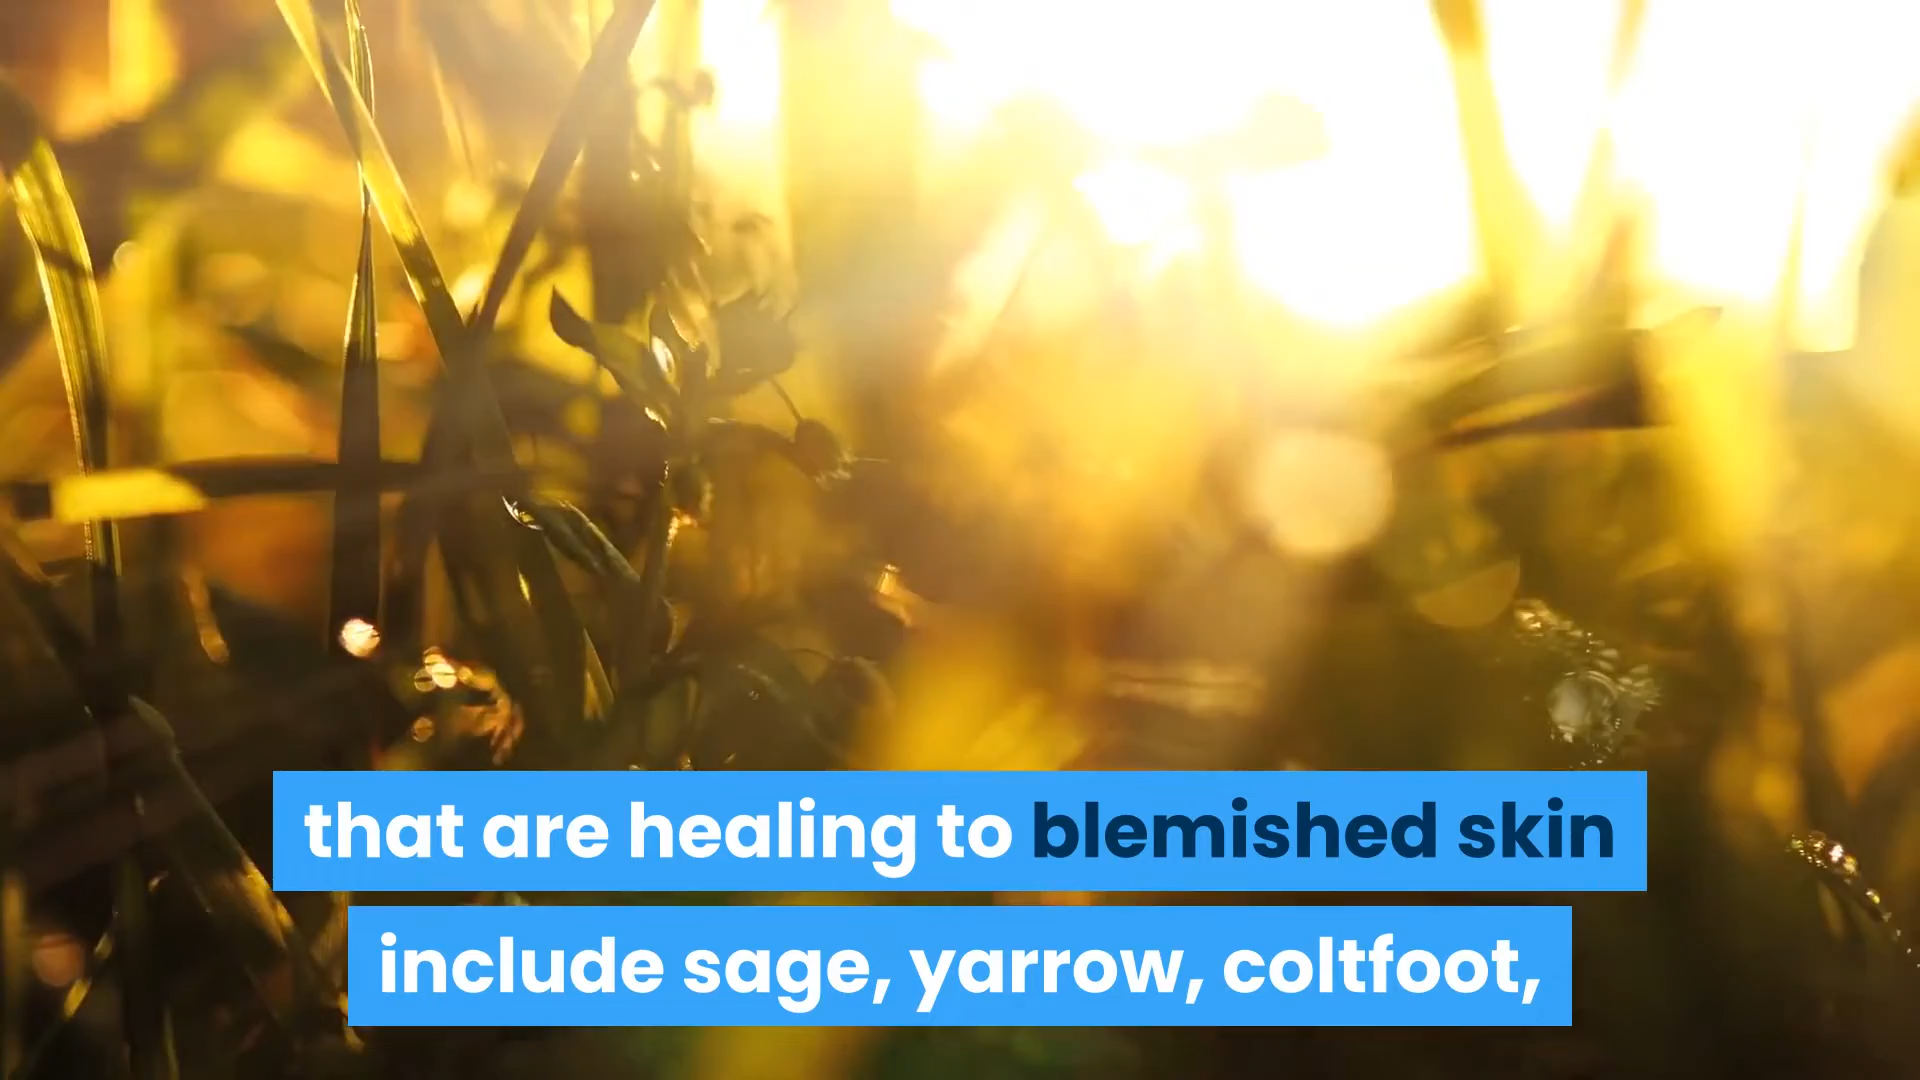 that are healing to blemished skin
include sage, yarrow, coltfoot,